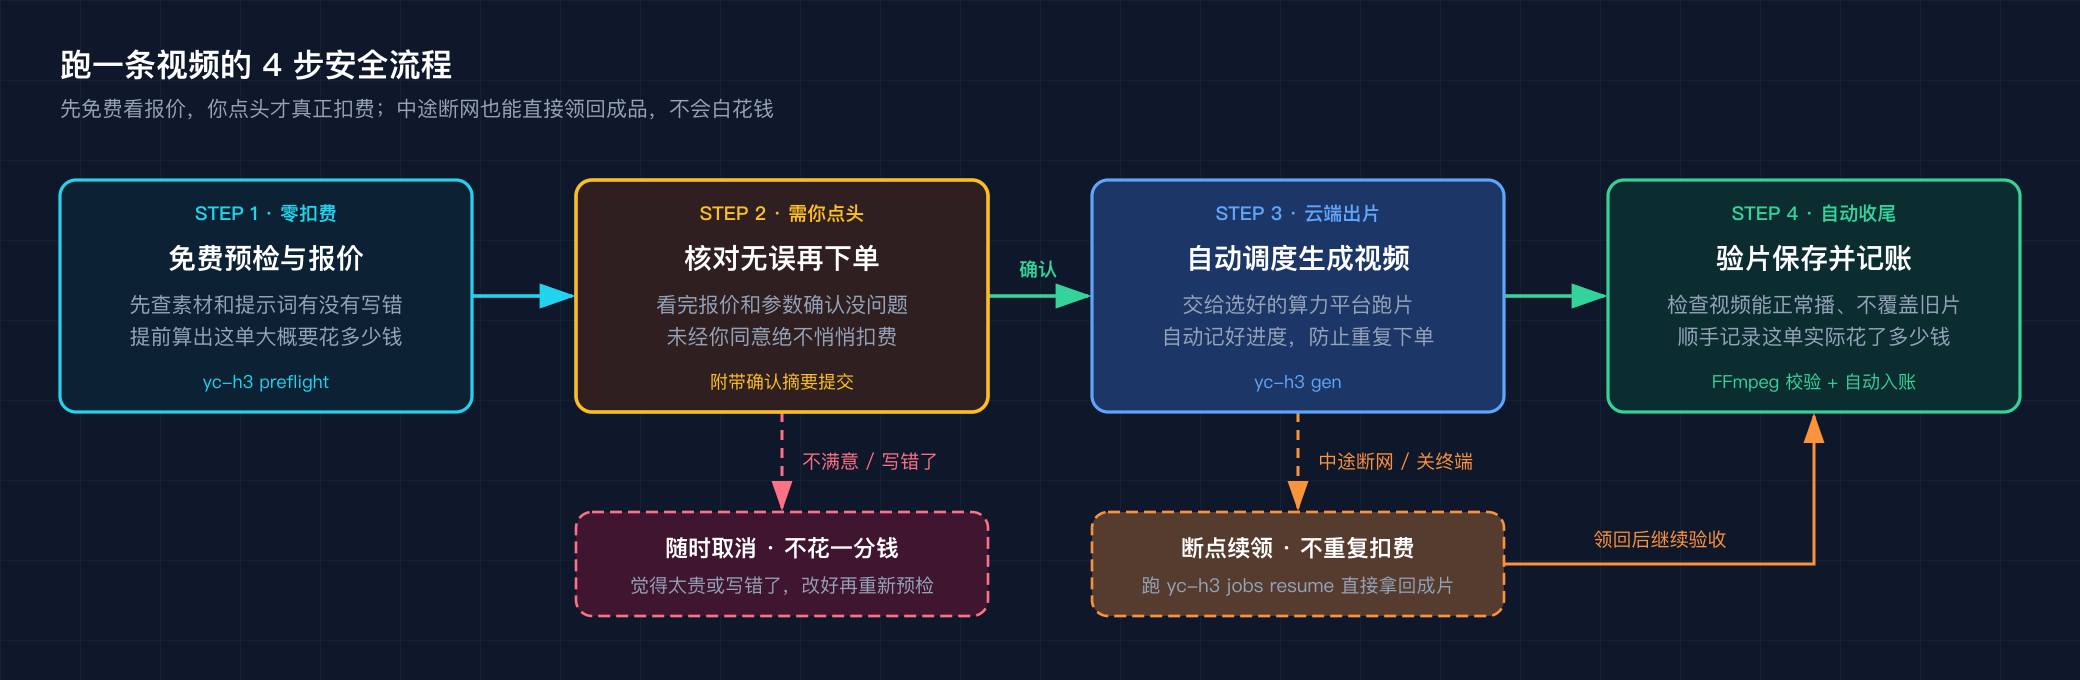 跑一条视频的 4 步安全流程
先免费看报价，你点头才真正扣费；中途断网也能直接领回成品，不会白花钱
STEP 1 · 零扣费
免费预检与报价
先查素材和提示词有没有写错
提前算出这单大概要花多少钱
yc-h3 preflight
STEP 2 · 需你点头
核对无误再下单
看完报价和参数确认没问题
未经你同意绝不悄悄扣费
附带确认摘要提交
确认
STEP 3 · 云端出片
自动调度生成视频
交给选好的算力平台跑片
自动记好进度，防止重复下单
yc-h3 gen
STEP 4 · 自动收尾
验片保存并记账
检查视频能正常播、不覆盖旧片
顺手记录这单实际花了多少钱
FFmpeg 校验 + 自动入账
不满意 / 写错了
随时取消 · 不花一分钱
觉得太贵或写错了，改好再重新预检
中途断网 / 关终端
断点续领 · 不重复扣费
跑 yc-h3 jobs resume 直接拿回成片
领回后继续验收